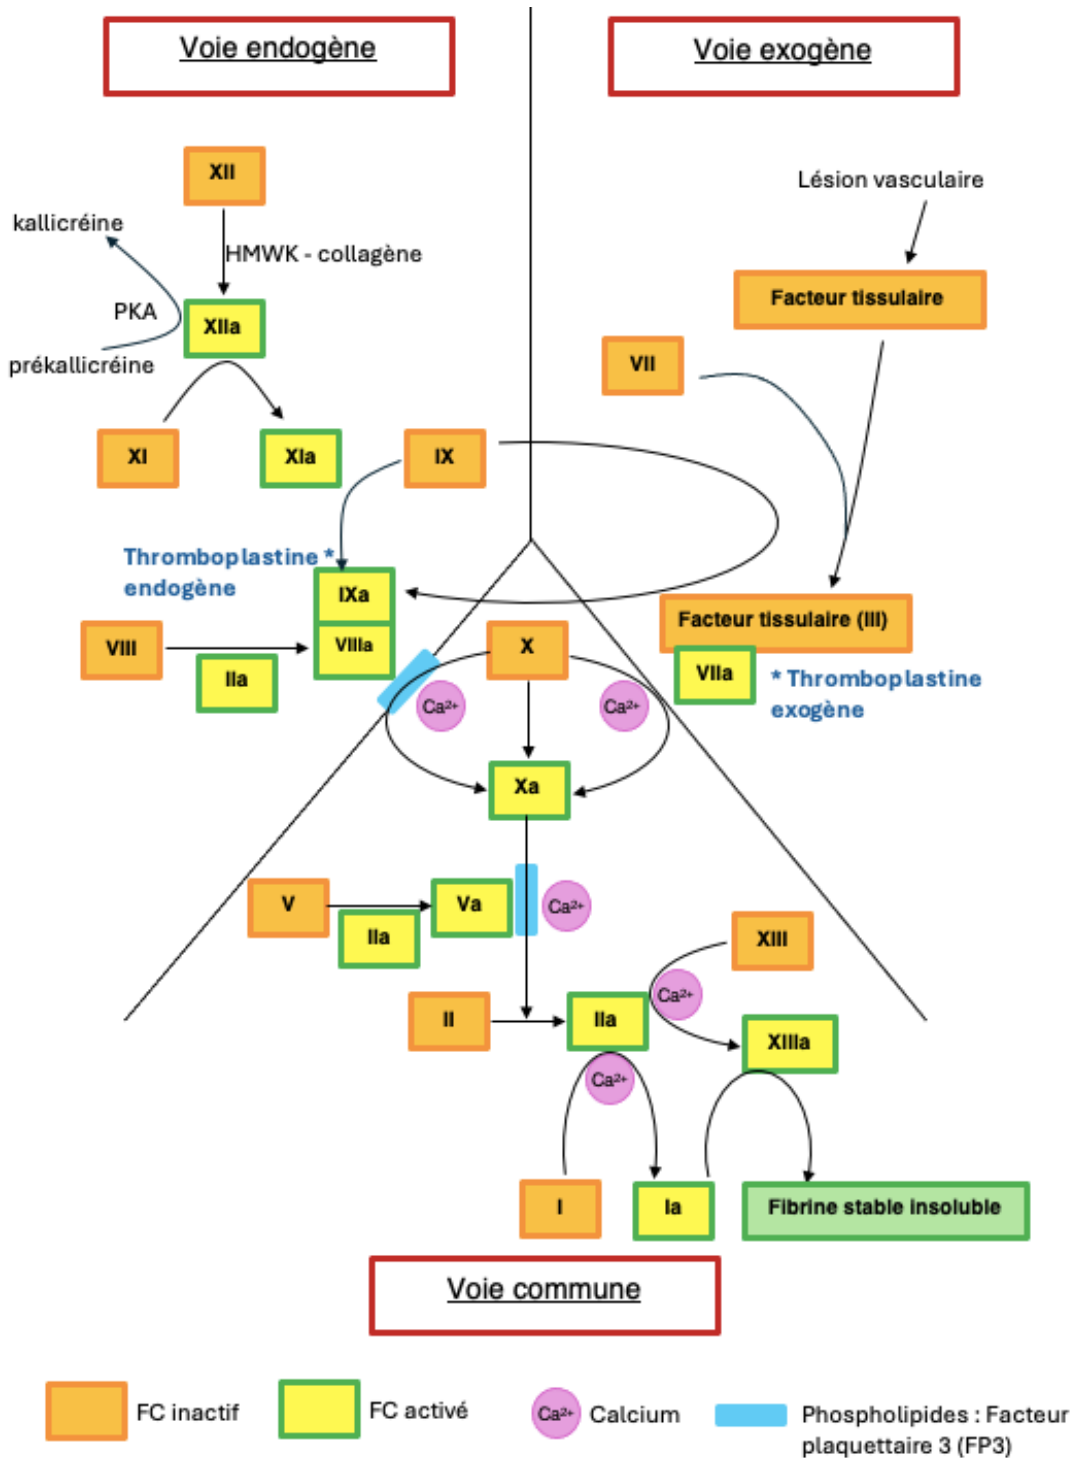 Voie endogène
Voie exogène
XII
Lésion vasculaire
kallicréine
HMWK - collagène
Facteur tissulaire
PKA
XIIa
prékallicréine
VII
XI
XIa
IX
Thromboplastine *
endogène
IXa
VIII
VIIIa
IIa
X
Facteur tissulaire (III)
VIIa
* Thromboplastine
exogène
Ca²⁺
Ca²⁺
Xa
V
Va
Ca²⁺
IIa
XIII
Ca²⁺
II
IIa
XIIIa
Ca²⁺
I
Ia
Fibrine stable insoluble
Voie commune
FC inactif
FC activé
Ca²⁺
Calcium
Phospholipides : Facteur
plaquettaire 3 (FP3)